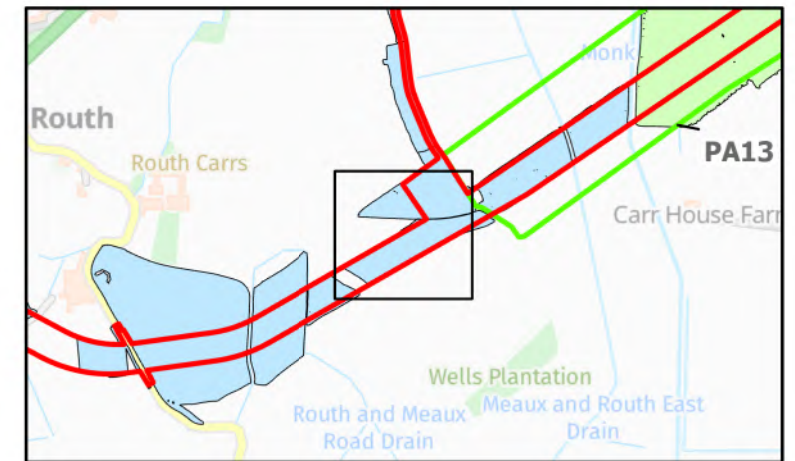 Monk
Routh
PA13
Routh Carrs
Carr House Farr
Wells Plantation
Routh and Meaux
Road Drain
Meaux and Routh East
Drain